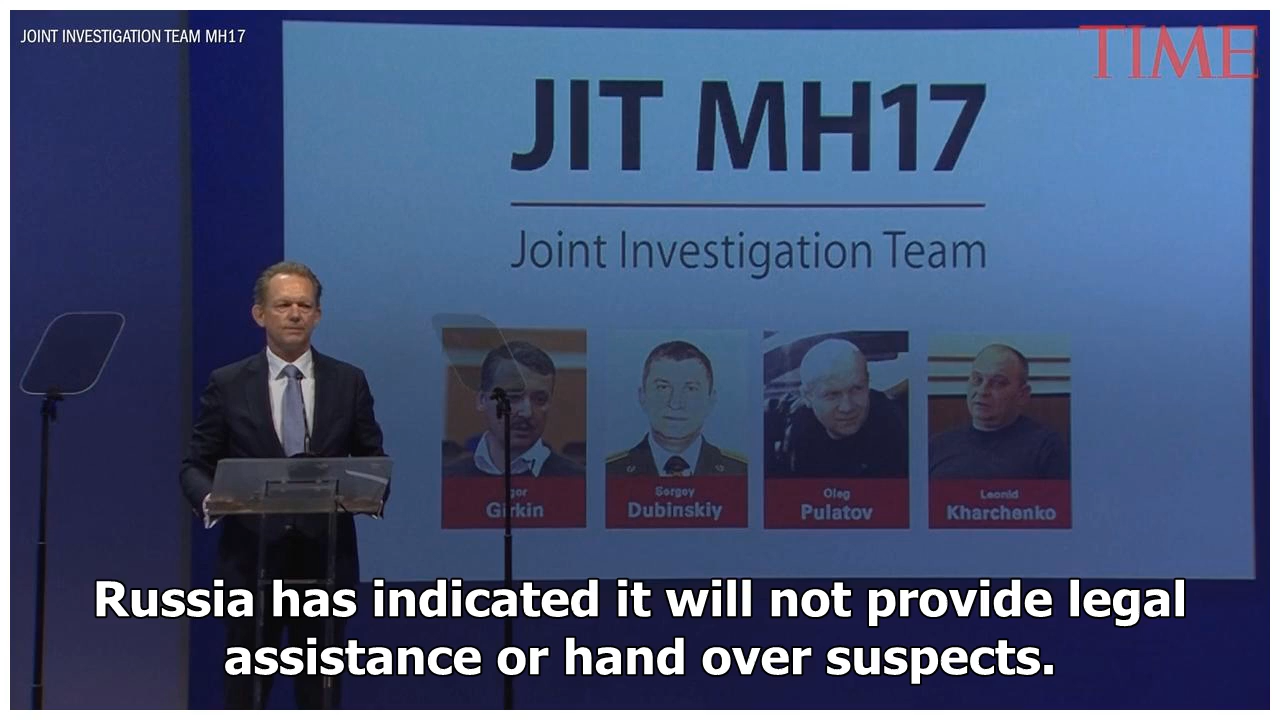 JOINT INVESTIGATION TEAM MH17
TIME
JIT MH17
Joint Investigation Team
Igor
Girkin
Sergey
Dubinskiy
Oleg
Pulatov
Leonid
Kharchenko
Russia has indicated it will not provide legal
assistance or hand over suspects.